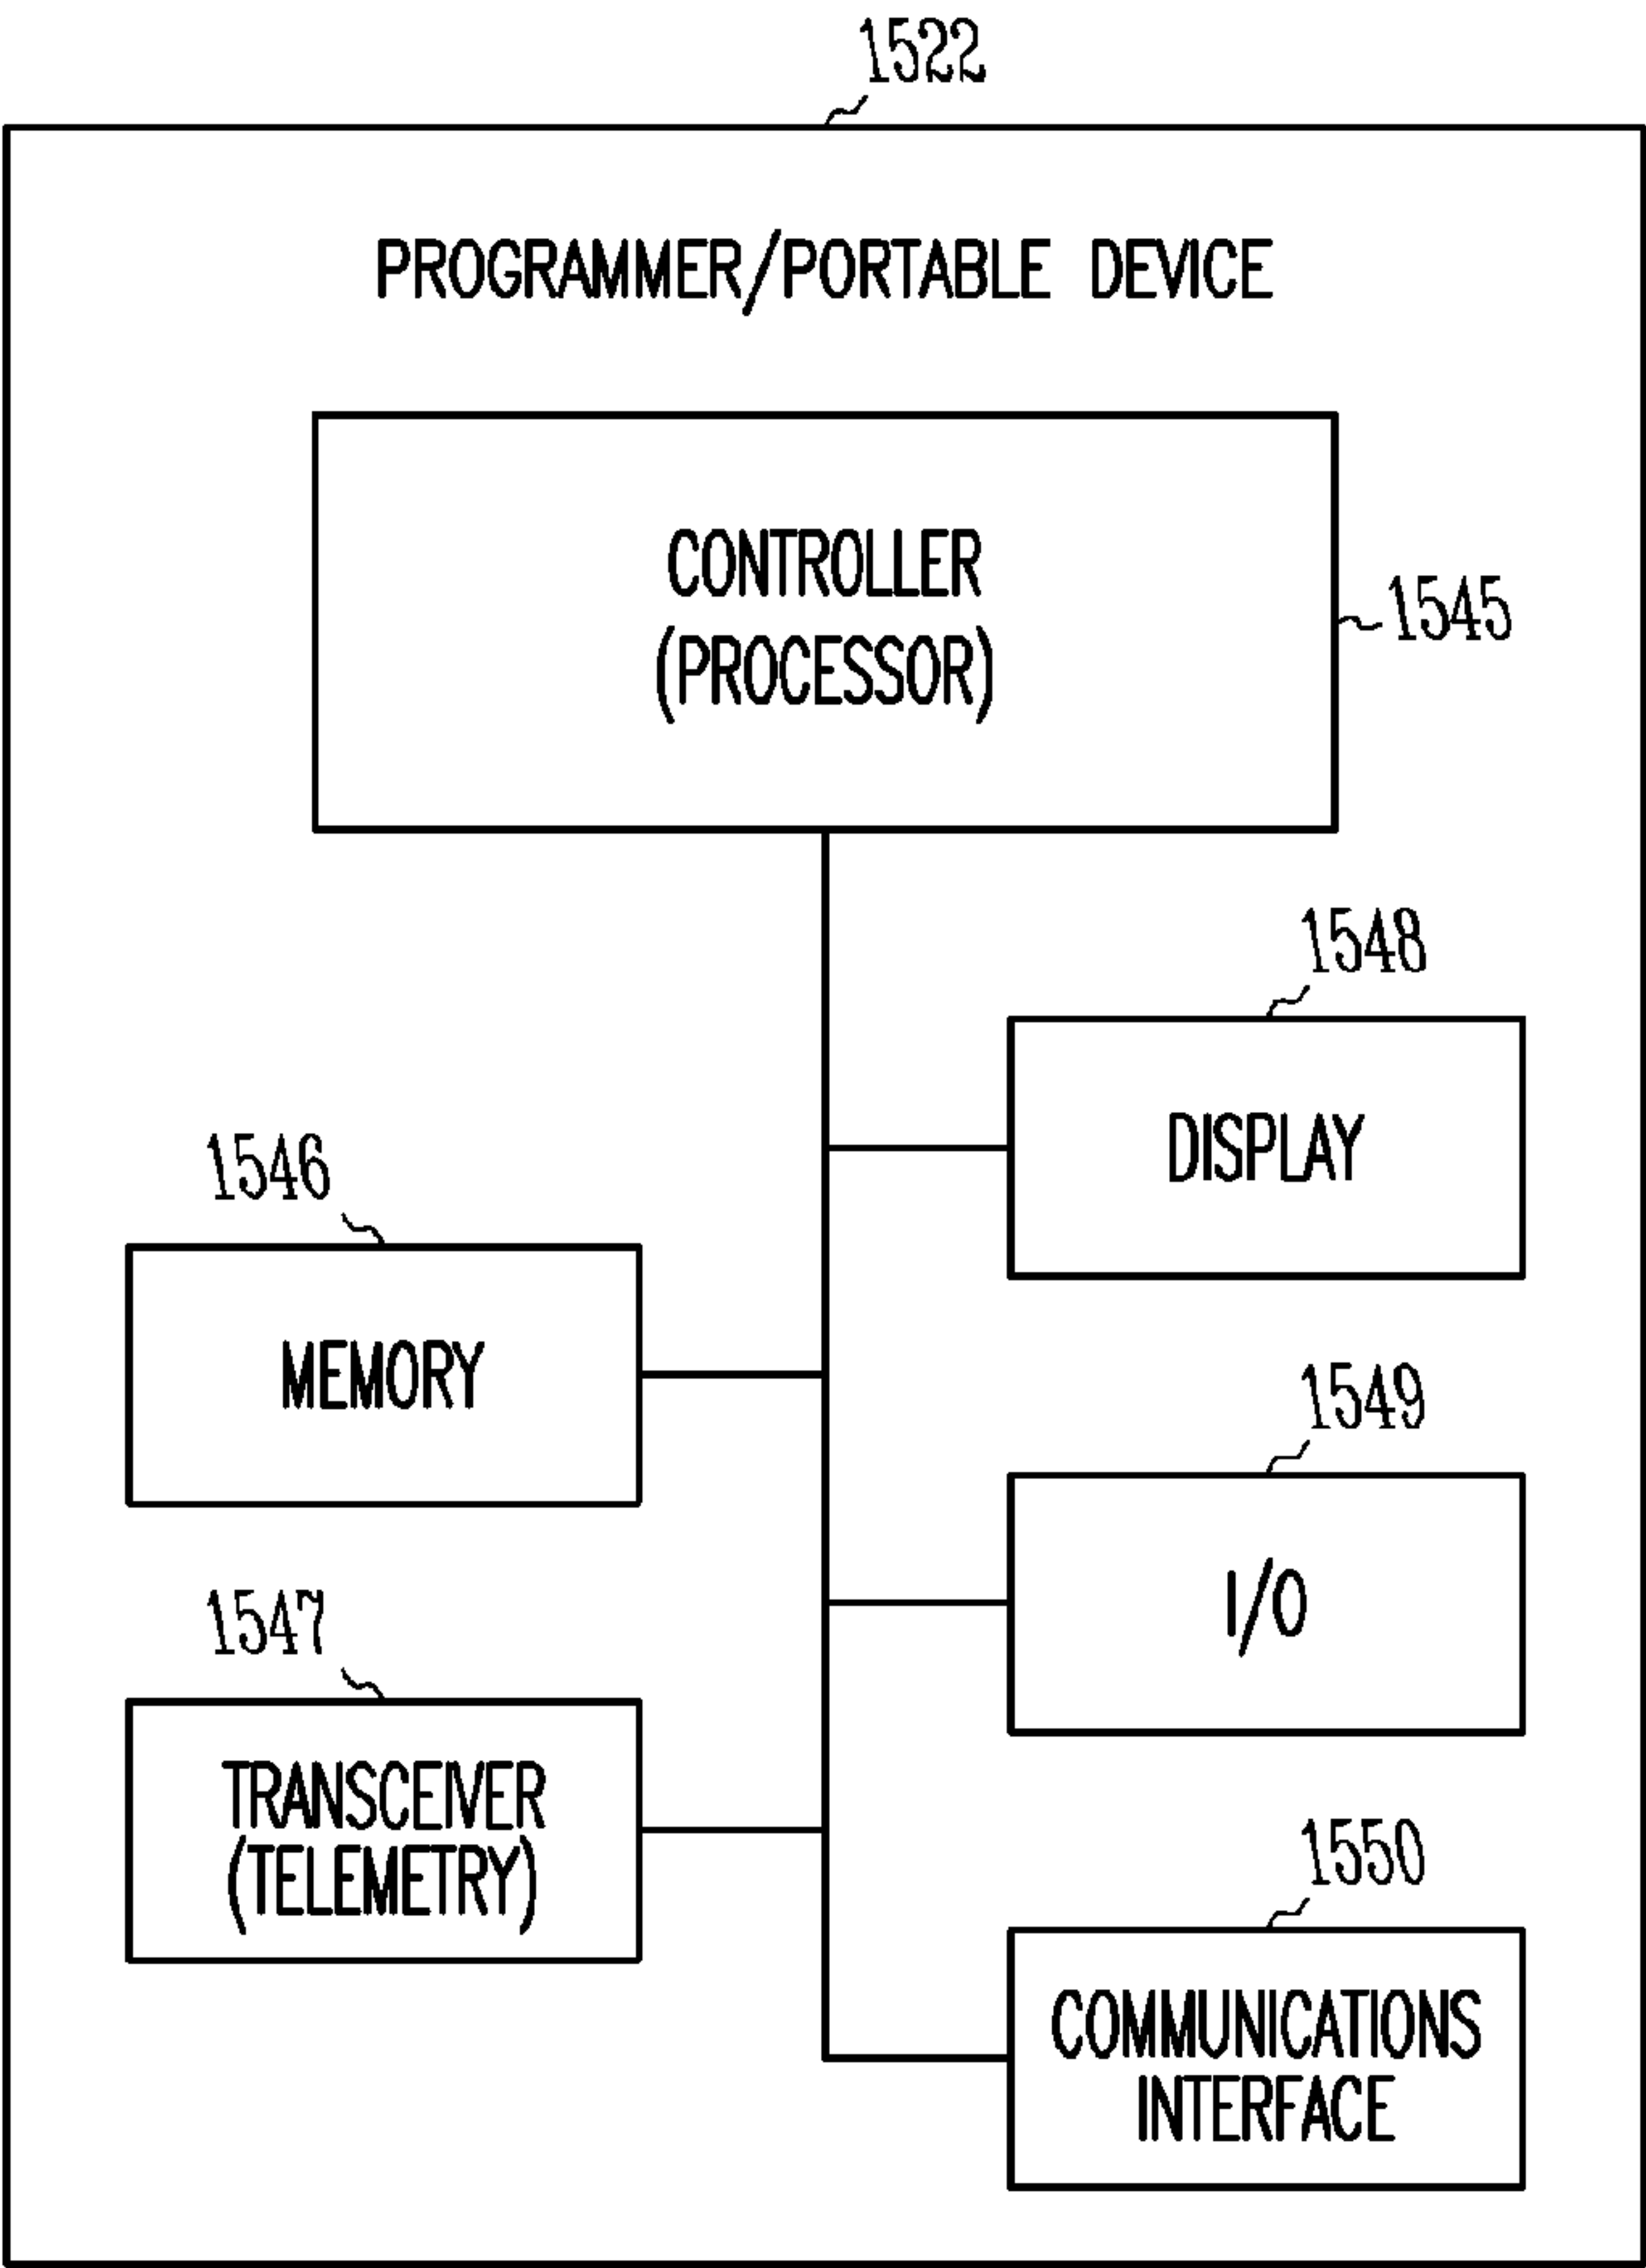 1522
PROGRAMMER/PORTABLE DEVICE
CONTROLLER
(PROCESSOR)
1545
1548
DISPLAY
1546
MEMORY
1549
I/O
1547
TRANSCEIVER
(TELEMETRY)
1550
COMMUNICATIONS
INTERFACE